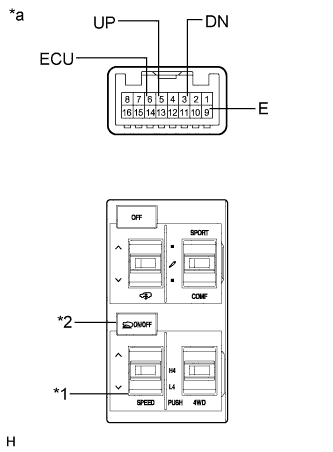 *a
UP
DN
ECU
8 7 6 5 4 3 2 1
16 15 14 13 12 11 10 9
E
OFF
SPORT
COMF
*2
ON/OFF
*1
H4
L4
SPEED
PUSH 4WD
H